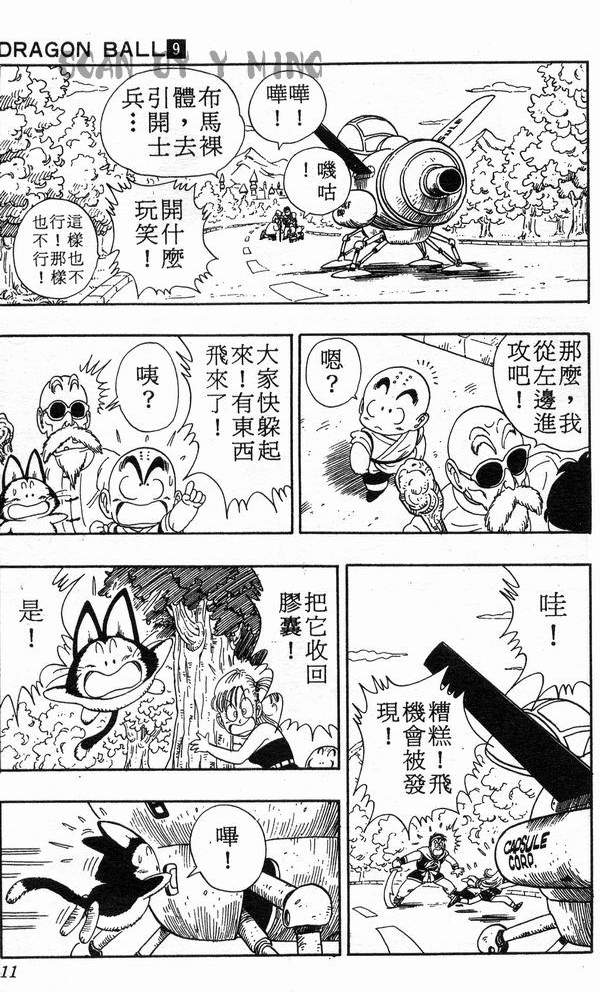 DRAGON BALL 9
SCAN BY Y MING
嘩！
嘩！
嘰咕！
布馬裸
體，去
引開士
兵…
開什麼
玩笑！
這樣也不
行！那樣
也不行！
那麼，我
從左邊進
攻吧！
嗯？
大家快躲起
來！有東西
飛來了！
咦？
哇！
糟糕！飛
機會被發
現！
CAPSULE
CORP.
把它收回
膠囊！
是！
嗶！
11